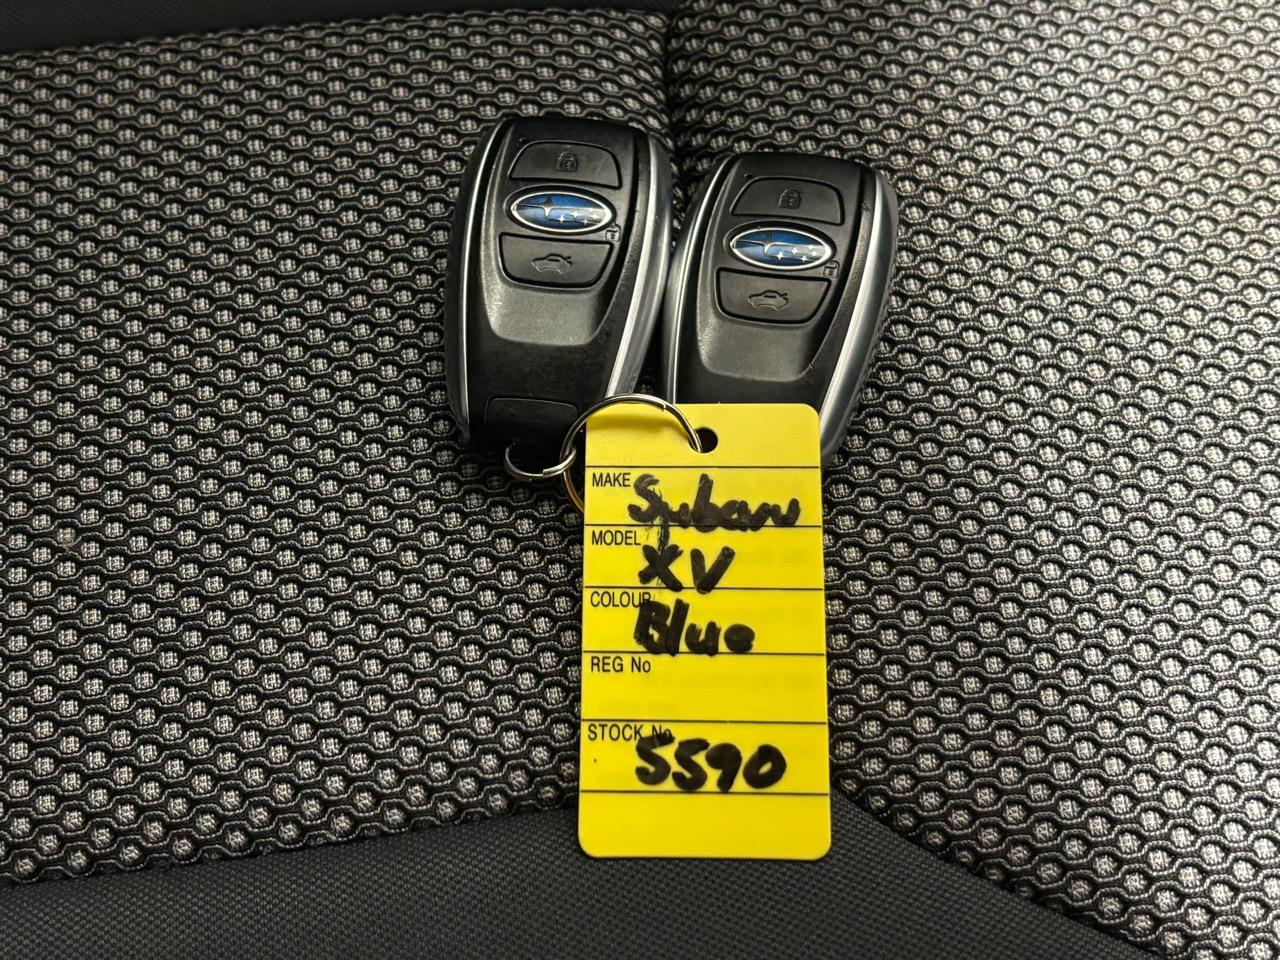 MAKE Subaru
MODEL XV
COLOUR Blue
REG No
STOCK No 5590